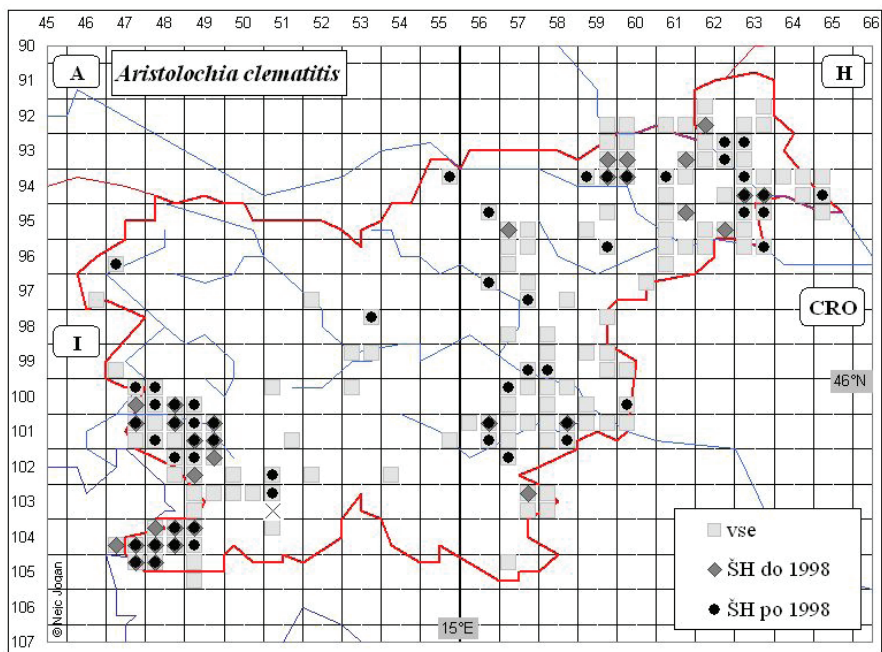 45 46 47 48 49 50 51 52 53 54 55 56 57 58 59 60 61 62 63 64 65 66
90
91
92
93
94
95
96
97
98
99
100
101
102
103
104
105
106
107
A
Aristolochia clematitis
H
I
CRO
46°N
15°E
vse
ŠH do 1998
ŠH po 1998
©Nejc Jogan